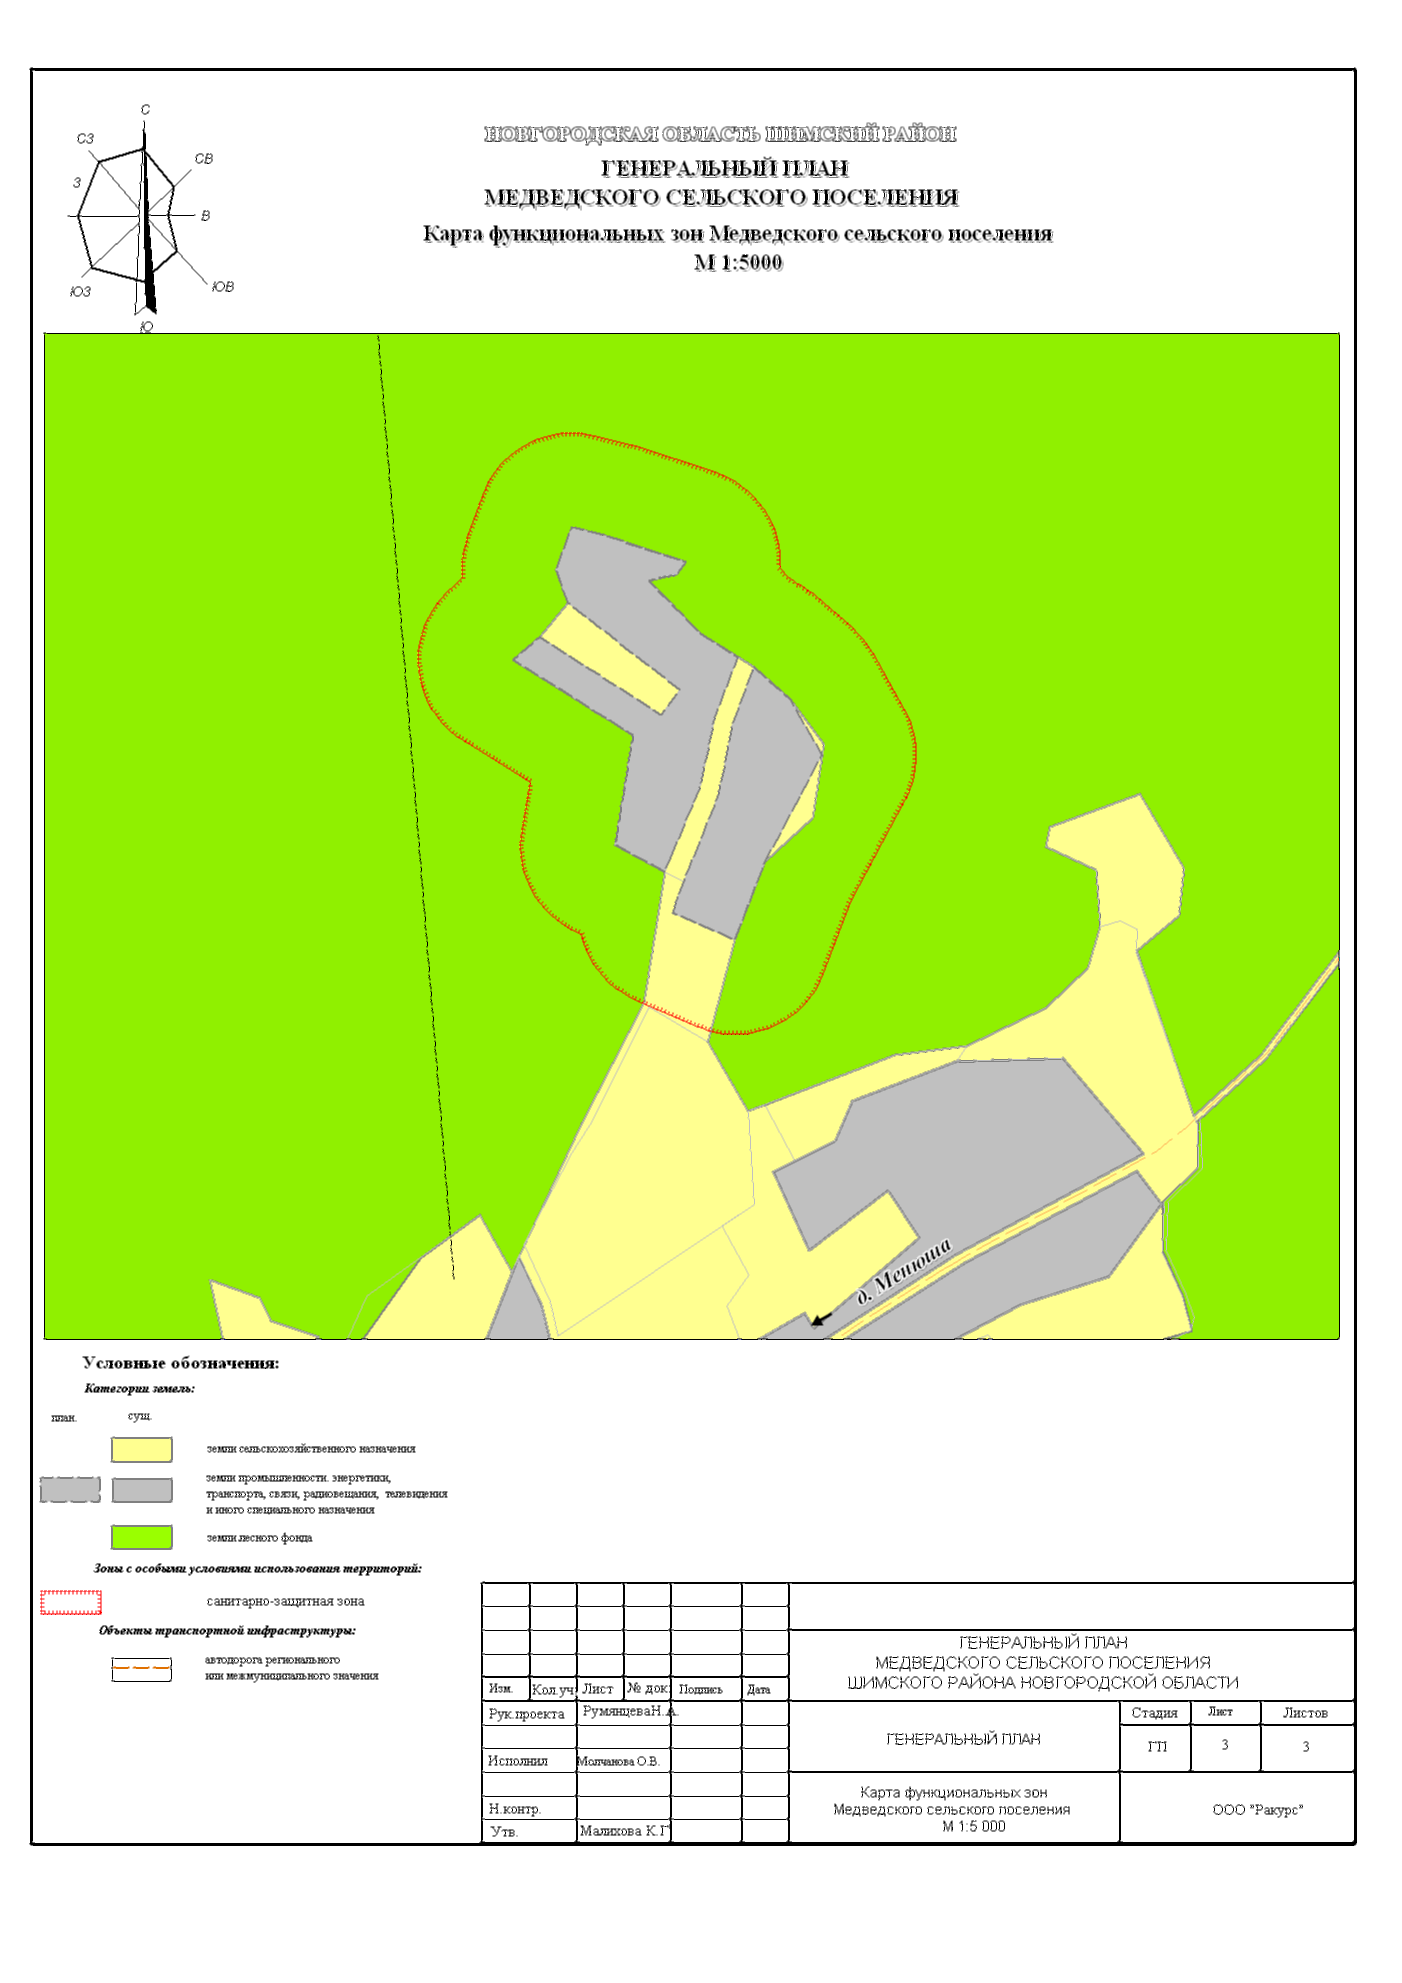 С
СЗ
СВ
З
В
ЮЗ
ЮВ
Ю
НОВГОРОДСКАЯ ОБЛАСТЬ ШИМСКИЙ РАЙОН
ГЕНЕРАЛЬНЫЙ ПЛАН
МЕДВЕДСКОГО СЕЛЬСКОГО ПОСЕЛЕНИЯ
Карта функциональных зон Медведского сельского поселения
М 1:5000
д. Менюша
Условные обозначения:
Категории земель:
план.
сущ.
земли сельскохозяйственного назначения
земли промышленности. энергетики,
транспорта, связи, радиовещания, телевидения
и иного специального назначения
земли лесного фонда
Зоны с особыми условиями использования территорий:
санитарно-защитная зона
Объекты транспортной инфраструктуры:
автодорога регионального
или межмуниципального значения
ГЕНЕРАЛЬНЫЙ ПЛАН
МЕДВЕДСКОГО СЕЛЬСКОГО ПОСЕЛЕНИЯ
ШИМСКОГО РАЙОНА НОВГОРОДСКОЙ ОБЛАСТИ
Изм. Кол.уч. Лист № док. Подпись Дата
Рук.проекта Румянцева Н.А.
Исполнил Молчанова О.В.
Н.контр.
Утв. Малихова К.Г
ГЕНЕРАЛЬНЫЙ ПЛАН
Стадия Лист Листов
ГП 3 3
Карта функциональных зон
Медведского сельского поселения
М 1:5 000
ООО "Ракурс"